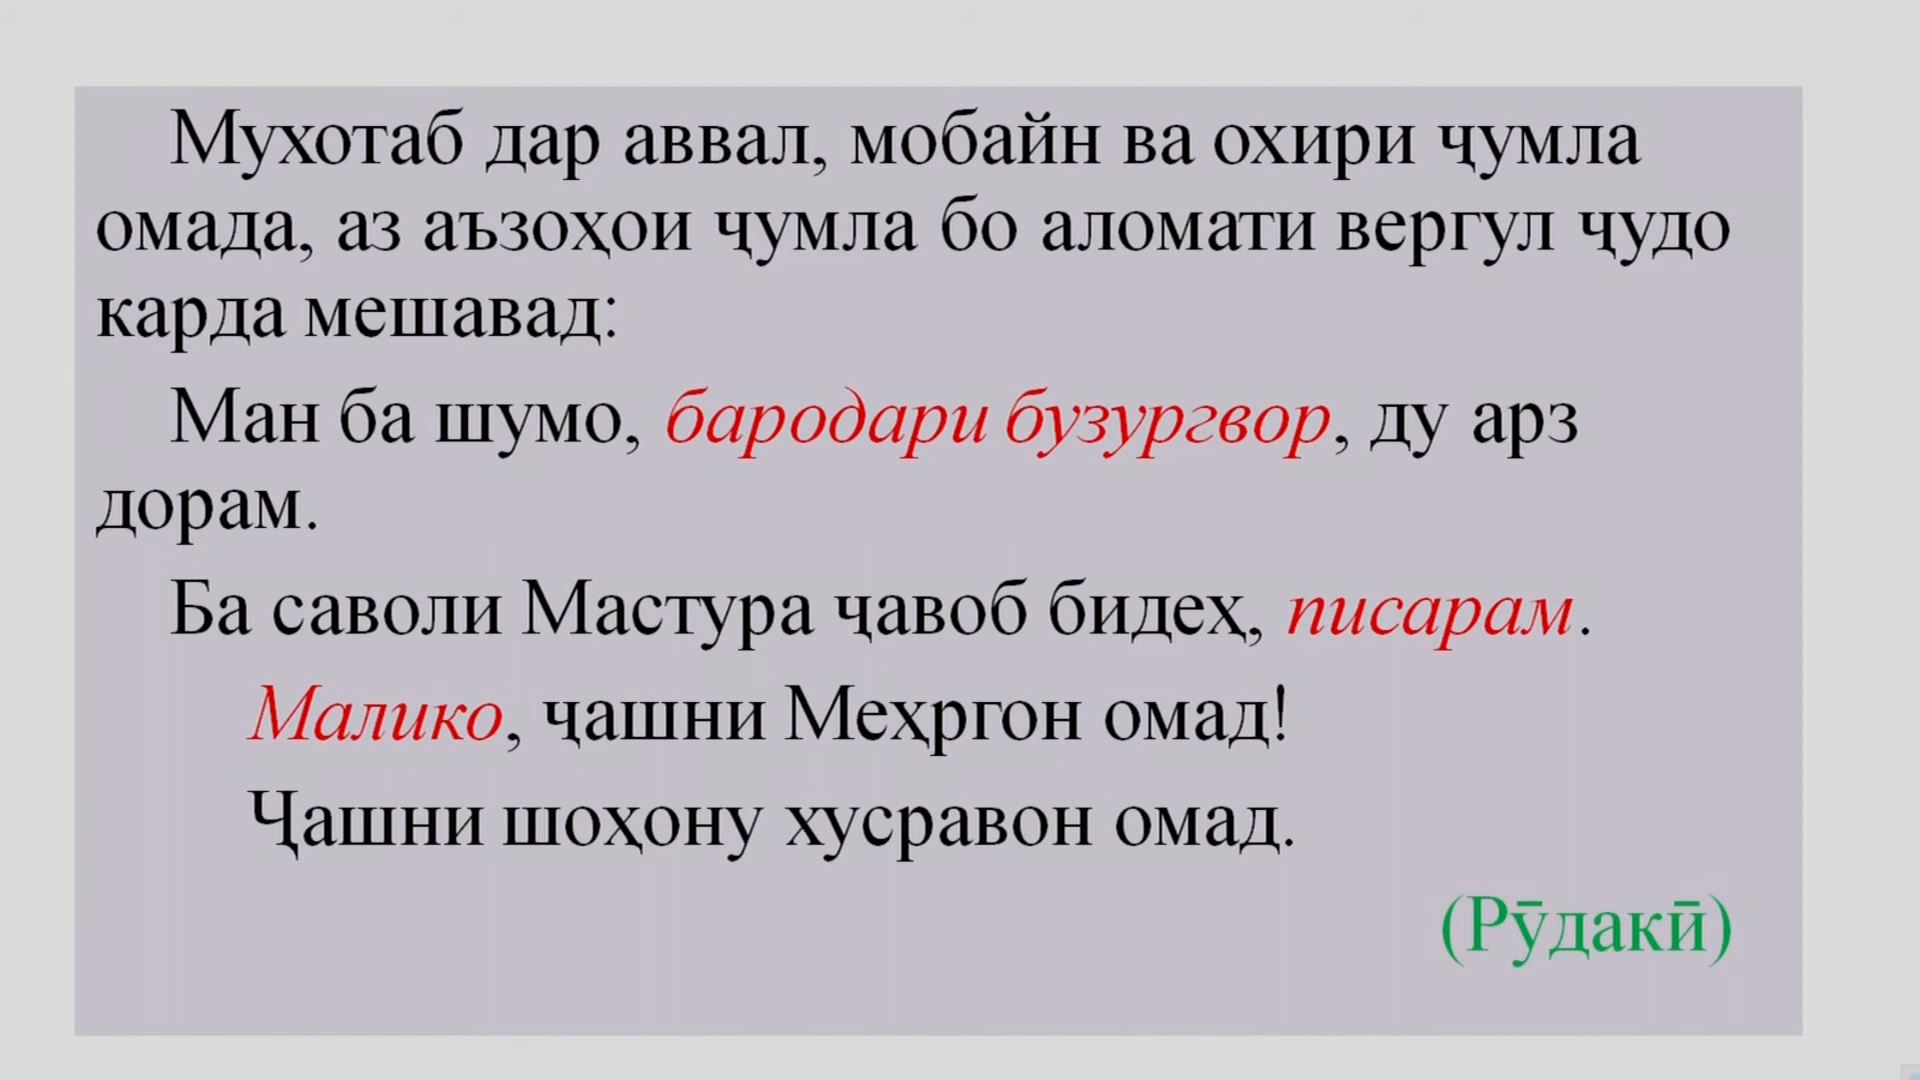 Мухотаб дар аввал, мобайн ва охири ҷумла
омада, аз аъзоҳои ҷумла бо аломати вергул ҷудо
карда мешавад:
Ман ба шумо, бародари бузургвор, ду арз
дорам.
Ба саволи Мастура ҷавоб бидеҳ, писарам.
Малико, ҷашни Меҳргон омад!
Ҷашни шоҳону хусравон омад.
(Рӯдакӣ)